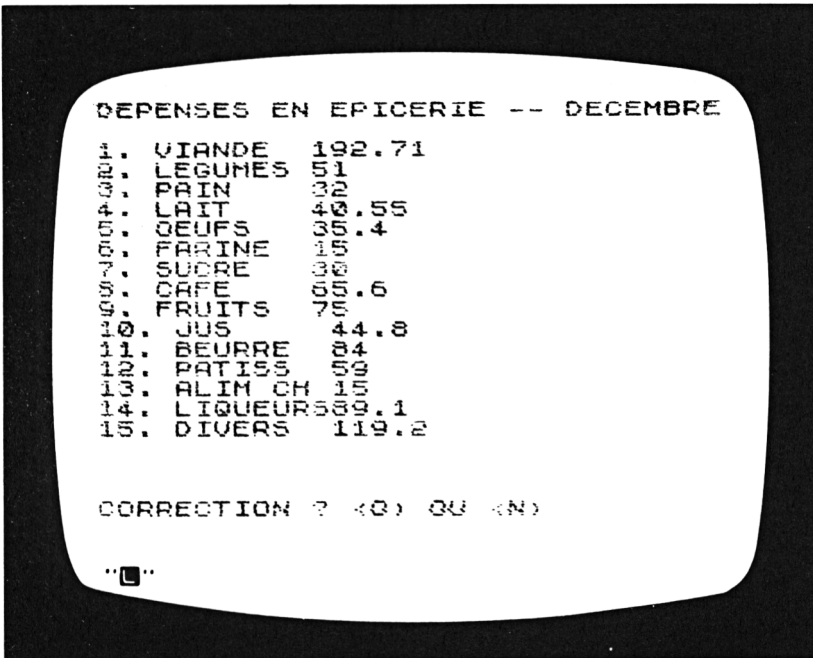 DEPENSES EN EPICERIE -- DECEMBRE
1. VIANDE 192.71
2. LEGUMES 51
3. PAIN 32
4. LAIT 40.55
5. OEUFS 35.4
6. FARINE 15
7. SUCRE 30
8. CAFE 65.6
9. FRUITS 75
10. JUS 44.8
11. BEURRE 84
12. PATISS 59
13. ALIM CH 15
14. LIQUEURS89.1
15. DIVERS 119.2
CORRECTION ? <O> OU <N>
"L"